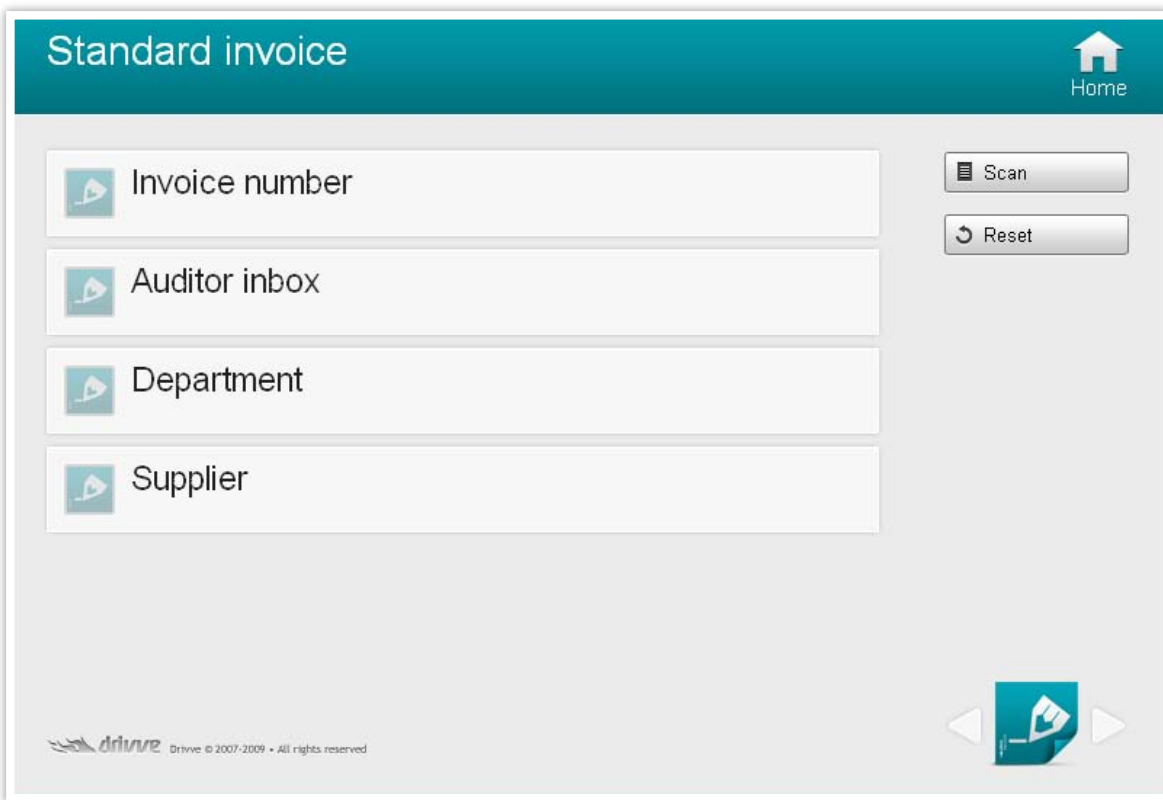 Standard invoice
Home
Invoice number
Scan
Auditor inbox
Reset
Department
Supplier
drivve Drivve © 2007-2009 • All rights reserved